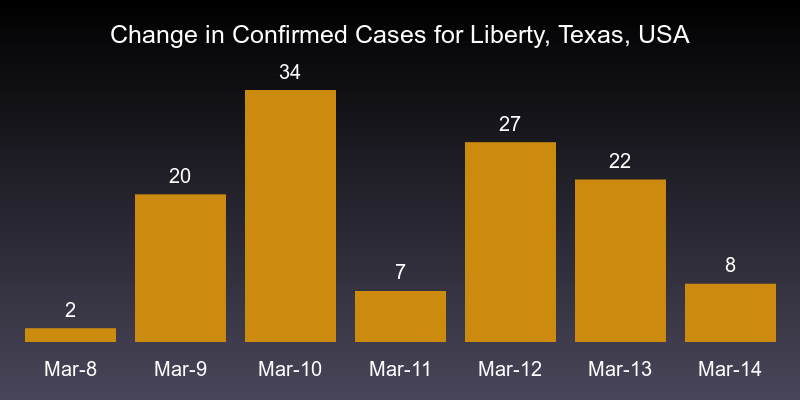 Change in Confirmed Cases for Liberty, Texas, USA
2
20
34
7
27
22
8
Mar-8
Mar-9
Mar-10
Mar-11
Mar-12
Mar-13
Mar-14